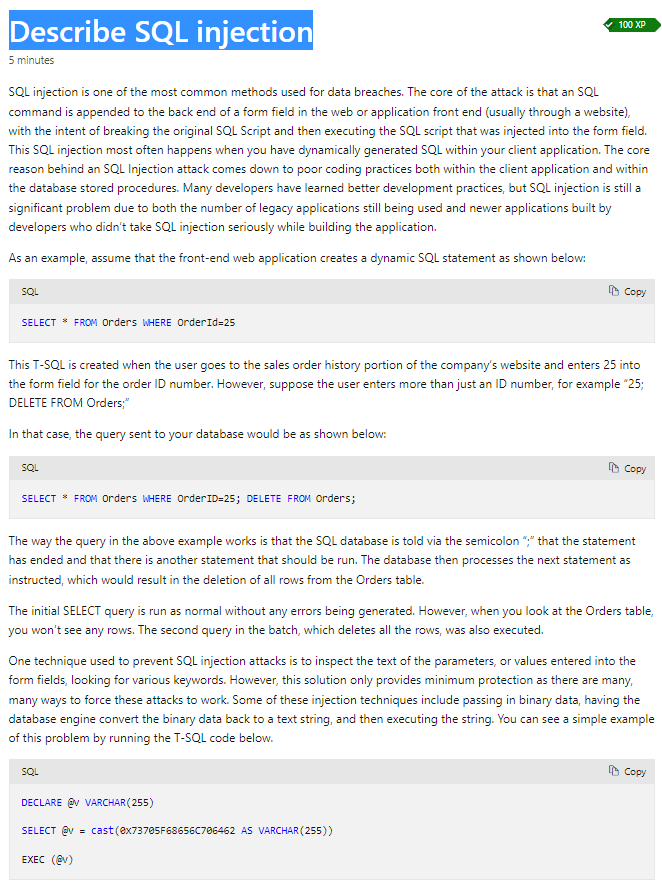 Describe SQL injection
100 XP
5 minutes
SQL injection is one of the most common methods used for data breaches. The core of the attack is that an SQL
command is appended to the back end of a form field in the web or application front end (usually through a website),
with the intent of breaking the original SQL Script and then executing the SQL script that was injected into the form field.
This SQL injection most often happens when you have dynamically generated SQL within your client application. The core
reason behind an SQL Injection attack comes down to poor coding practices both within the client application and within
the database stored procedures. Many developers have learned better development practices, but SQL injection is still a
significant problem due to both the number of legacy applications still being used and newer applications built by
developers who didn't take SQL injection seriously while building the application.
As an example, assume that the front-end web application creates a dynamic SQL statement as shown below:
SQL Copy
SELECT * FROM Orders WHERE OrderId=25
This T-SQL is created when the user goes to the sales order history portion of the company's website and enters 25 into
the form field for the order ID number. However, suppose the user enters more than just an ID number, for example “25;
DELETE FROM Orders;”
In that case, the query sent to your database would be as shown below:
SQL Copy
SELECT * FROM Orders WHERE OrderID=25; DELETE FROM Orders;
The way the query in the above example works is that the SQL database is told via the semicolon “;” that the statement
has ended and that there is another statement that should be run. The database then processes the next statement as
instructed, which would result in the deletion of all rows from the Orders table.
The initial SELECT query is run as normal without any errors being generated. However, when you look at the Orders table,
you won't see any rows. The second query in the batch, which deletes all the rows, was also executed.
One technique used to prevent SQL injection attacks is to inspect the text of the parameters, or values entered into the
form fields, looking for various keywords. However, this solution only provides minimum protection as there are many,
many ways to force these attacks to work. Some of these injection techniques include passing in binary data, having the
database engine convert the binary data back to a text string, and then executing the string. You can see a simple example
of this problem by running the T-SQL code below.
SQL Copy
DECLARE @v VARCHAR(255)
SELECT @v = cast(0x73705F68656C706462 AS VARCHAR(255))
EXEC (@v)